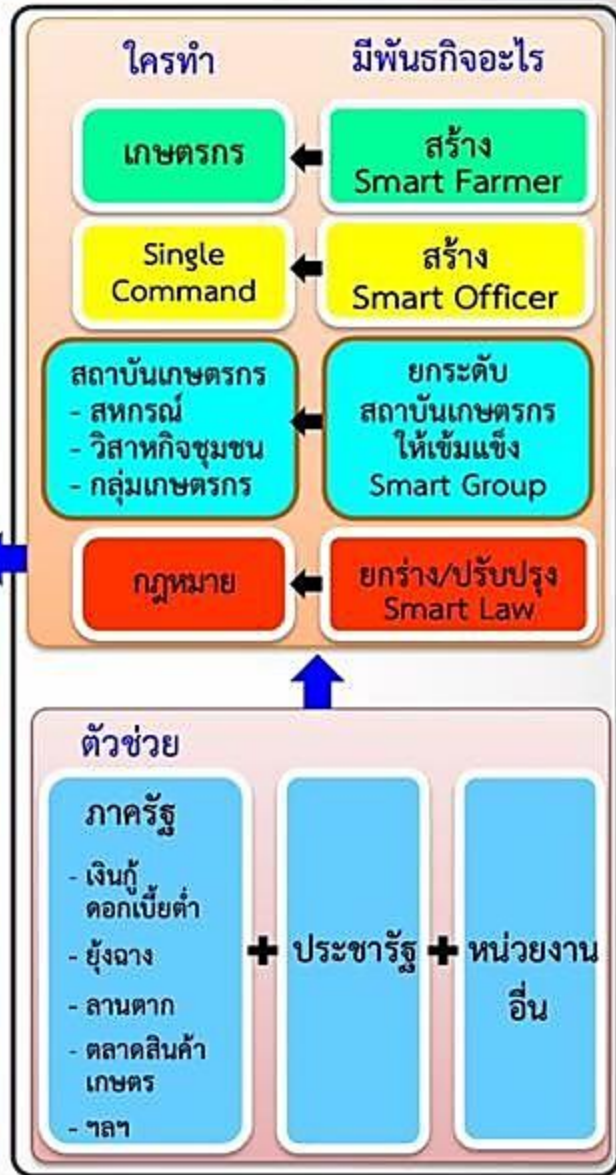 ใครทำ มีพันธกิจอะไร
เกษตรกร
สร้าง
Smart Farmer
Single
Command
สร้าง
Smart Officer
สถาบันเกษตรกร
- สหกรณ์
- วิสาหกิจชุมชน
- กลุ่มเกษตรกร
ยกระดับ
สถาบันเกษตรกร
ให้เข้มแข็ง
Smart Group
กฎหมาย
ยกร่าง/ปรับปรุง
Smart Law
ตัวช่วย
ภาครัฐ
- เงินกู้
ดอกเบี้ยต่ำ
- ยุ้งฉาง
- ลานตาก
- ตลาดสินค้า
เกษตร
- ฯลฯ
+
ประชารัฐ
+
หน่วยงาน
อื่น